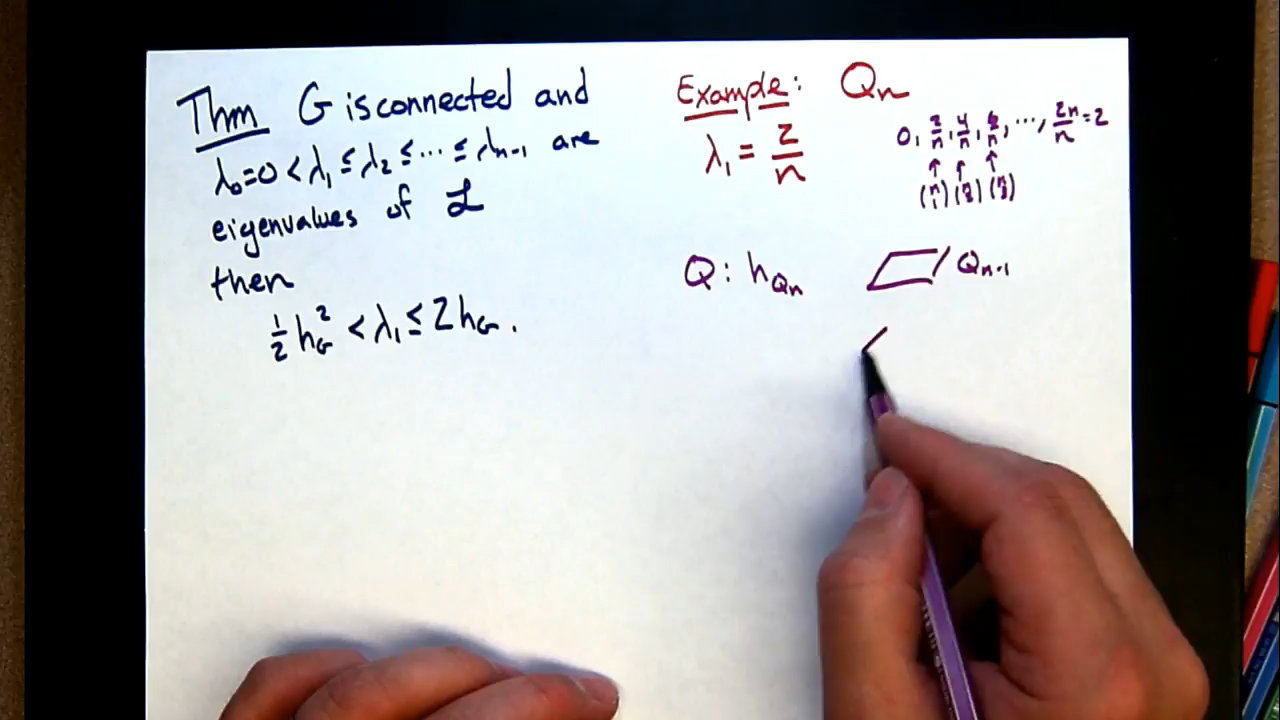 Thm G is connected and
λ₀=0 < λ₁ ≤ λ₂ ≤ ⋯ ≤ λₙ₋₁ are
eigenvalues of ℒ
then
½ h_G² < λ₁ ≤ 2h_G.
Example: Qₙ
λ₁ = 2/n
0, 2/n, 4/n, 6/n, ⋯, 2n/n = 2
↑ ↑ ↑
(n 1) (n 2) (n 3)
Q: h_Qₙ
Qₙ₋₁